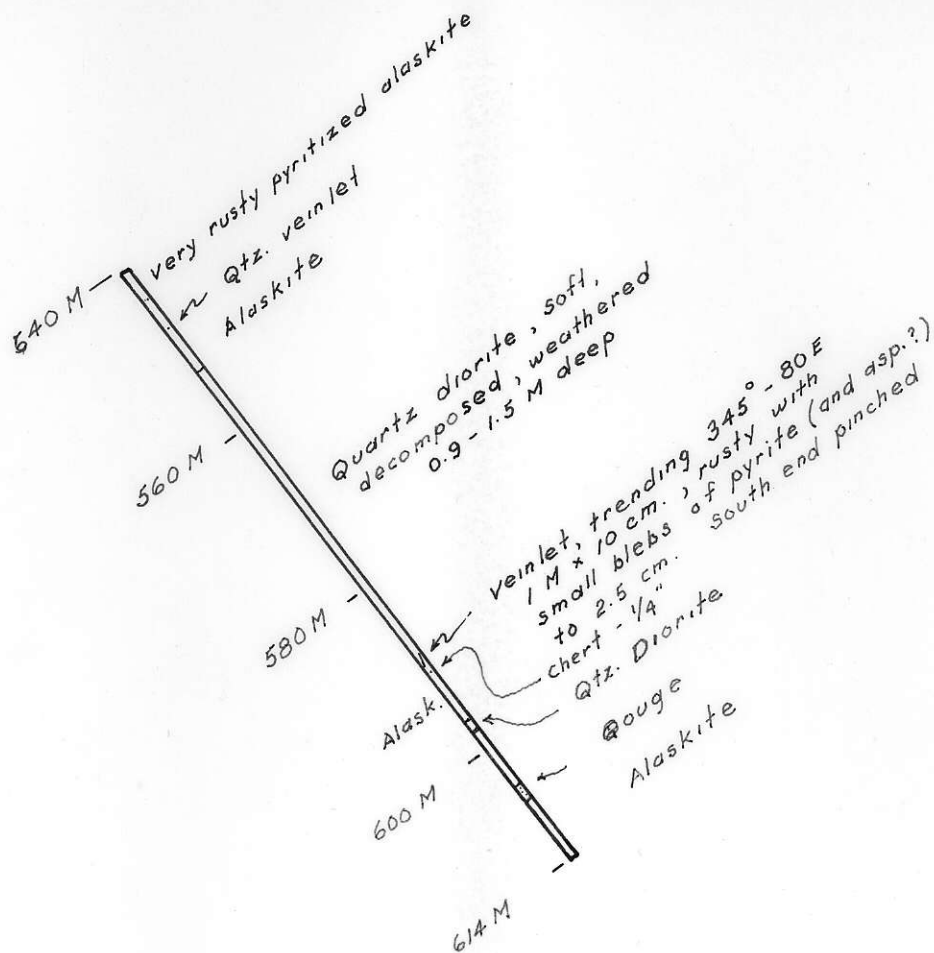 very rusty pyritized alaskite
Qtz. veinlet
Alaskite
540 M
Quartz diorite, soft,
decomposed, weathered
0.9 - 1.5 M deep
560 M
veinlet, trending 345° - 80 E
1 M x 10 cm., rusty with
small blebs of pyrite (and asp.?)
to 2.5 cm. south end pinched
chert - 1/4"
580 M
Qtz. Diorite
Alask.
Gouge
Alaskite
600 M
614 M